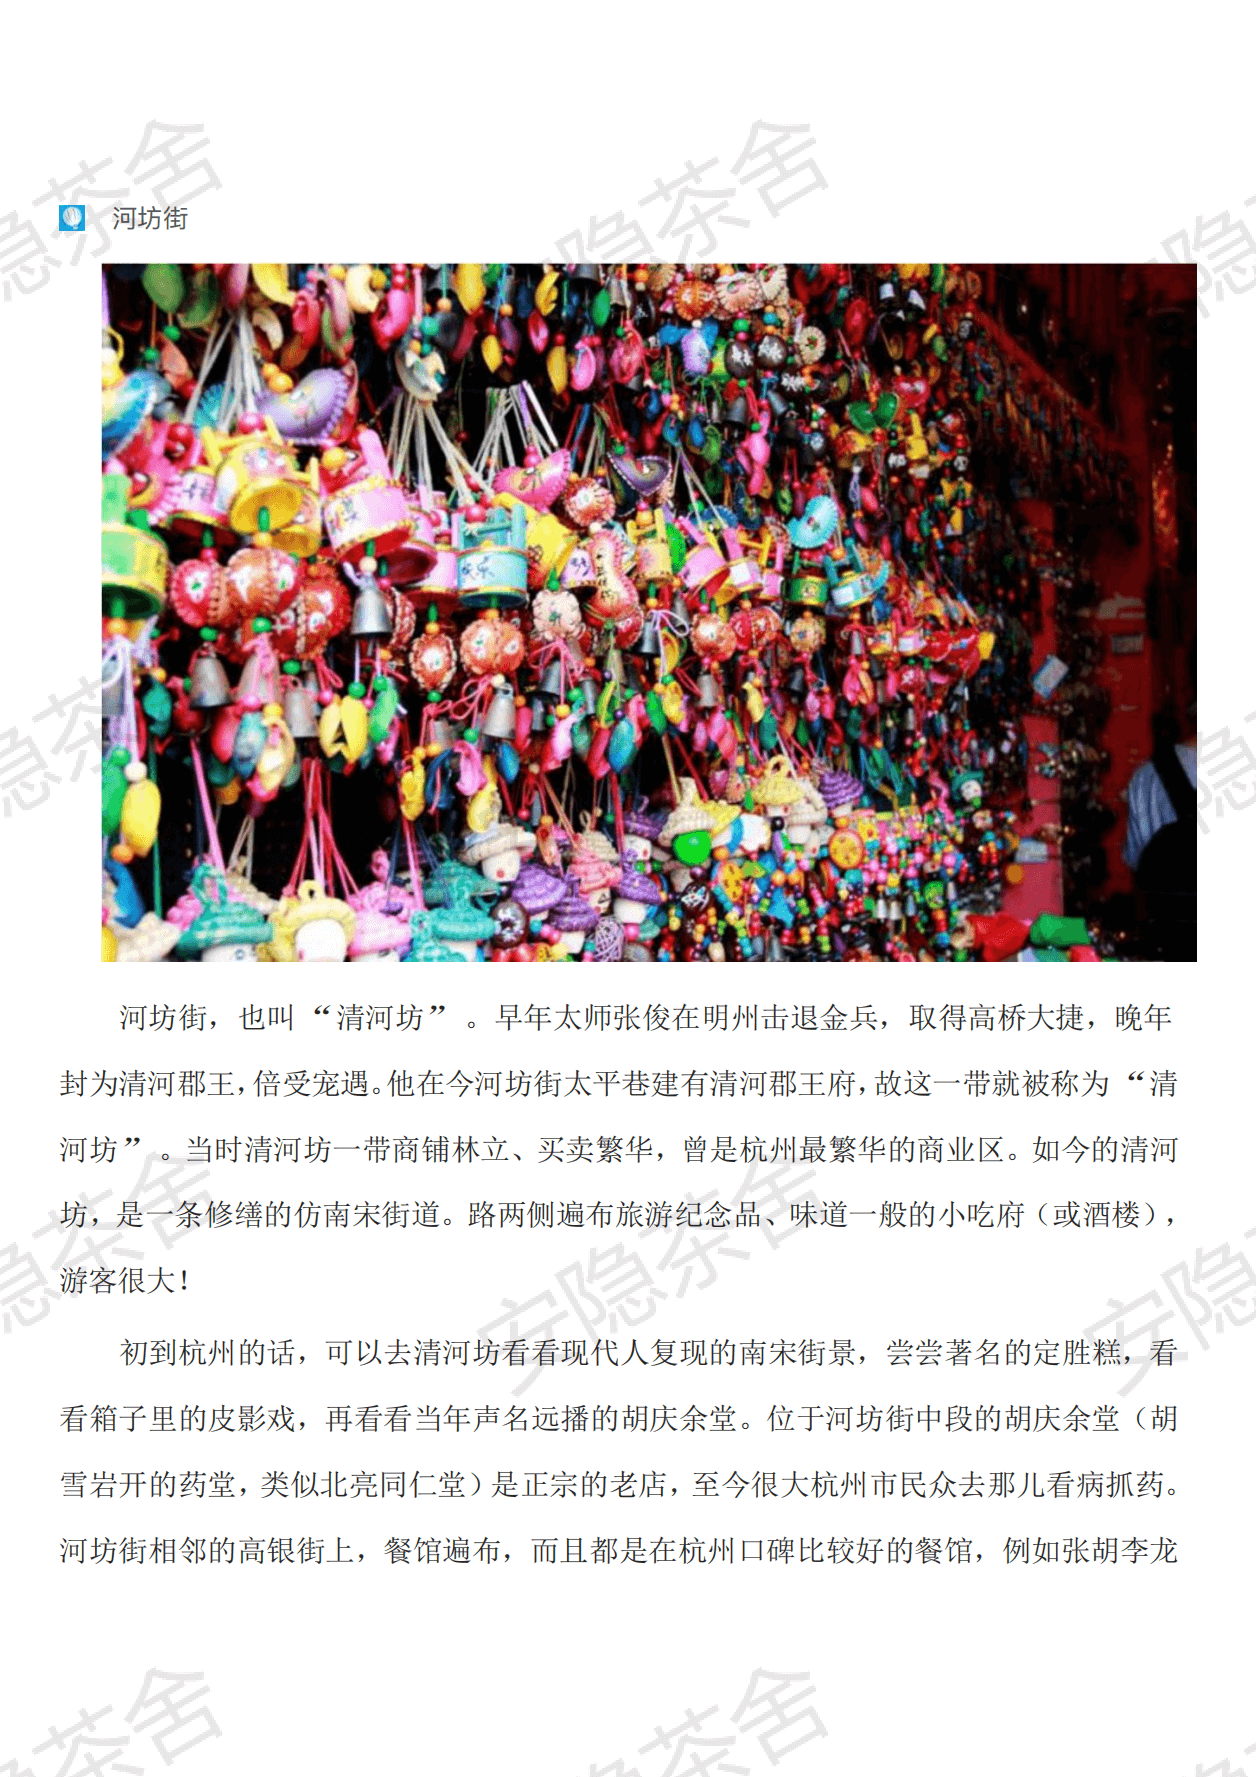 河坊街
河坊街，也叫“清河坊”。早年太师张俊在明州击退金兵，取得高桥大捷，晚年
封为清河郡王，倍受宠遇。他在今河坊街太平巷建有清河郡王府，故这一带就被称为“清
河坊”。当时清河坊一带商铺林立、买卖繁华，曾是杭州最繁华的商业区。如今的清河
坊，是一条修缮的仿南宋街道。路两侧遍布旅游纪念品、味道一般的小吃府（或酒楼），
游客很大！
初到杭州的话，可以去清河坊看看现代人复现的南宋街景，尝尝著名的定胜糕，看
看箱子里的皮影戏，再看看当年声名远播的胡庆余堂。位于河坊街中段的胡庆余堂（胡
雪岩开的药堂，类似北亮同仁堂）是正宗的老店，至今很大杭州市民众去那儿看病抓药。
河坊街相邻的高银街上，餐馆遍布，而且都是在杭州口碑比较好的餐馆，例如张胡李龙
安隐茶舍